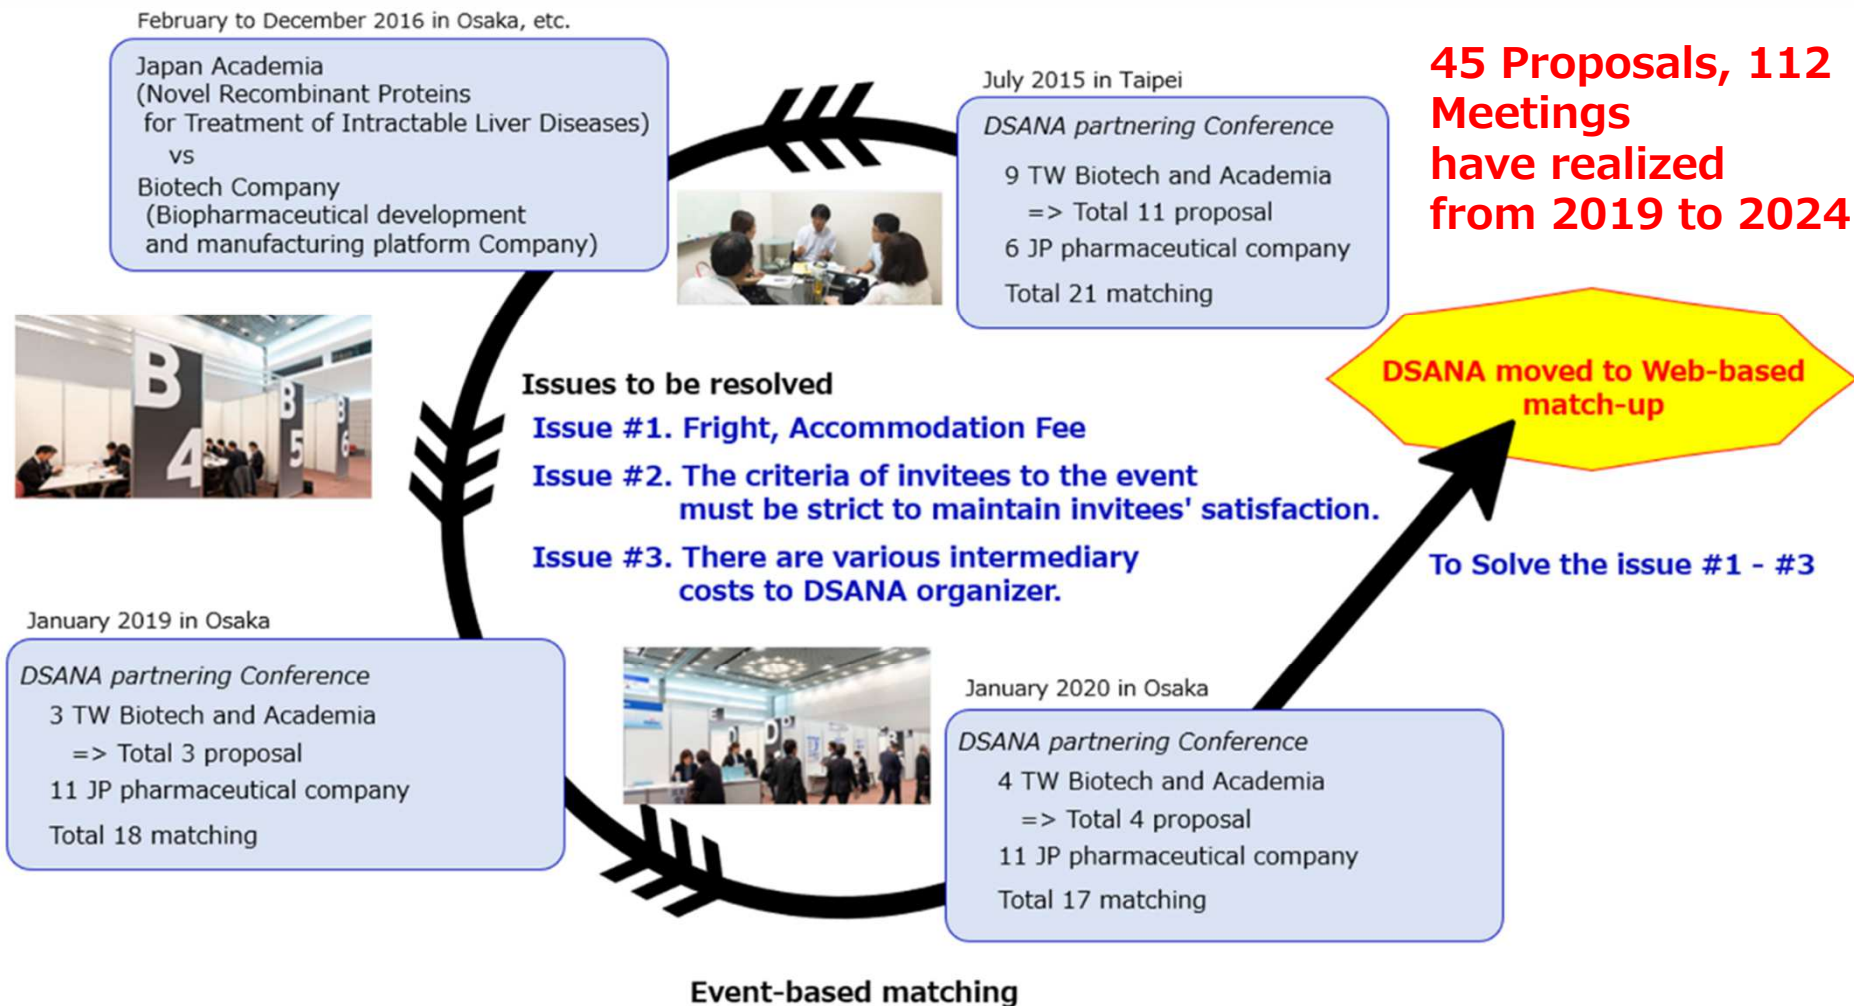 February to December 2016 in Osaka, etc.
Japan Academia
(Novel Recombinant Proteins
for Treatment of Intractable Liver Diseases)
vs
Biotech Company
(Biopharmaceutical development
and manufacturing platform Company)
July 2015 in Taipei
DSANA partnering Conference
9 TW Biotech and Academia
=> Total 11 proposal
6 JP pharmaceutical company
Total 21 matching
45 Proposals, 112
Meetings
have realized
from 2019 to 2024
DSANA moved to Web-based
match-up
B
4
B
5
B
6
Issues to be resolved
Issue #1. Fright, Accommodation Fee
Issue #2. The criteria of invitees to the event
must be strict to maintain invitees' satisfaction.
Issue #3. There are various intermediary
costs to DSANA organizer.
To Solve the issue #1 - #3
January 2019 in Osaka
DSANA partnering Conference
3 TW Biotech and Academia
=> Total 3 proposal
11 JP pharmaceutical company
Total 18 matching
D
D
January 2020 in Osaka
DSANA partnering Conference
4 TW Biotech and Academia
=> Total 4 proposal
11 JP pharmaceutical company
Total 17 matching
Event-based matching